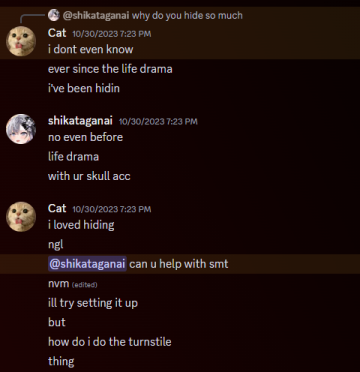 @shikataganai why do you hide so much
Cat 10/30/2023 7:23 PM
i dont even know
ever since the life drama
i've been hidin
shikataganai 10/30/2023 7:23 PM
no even before
life drama
with ur skull acc
Cat 10/30/2023 7:23 PM
i loved hiding
ngl
@shikataganai can u help with smt
nvm (edited)
ill try setting it up
but
how do i do the turnstile
thing